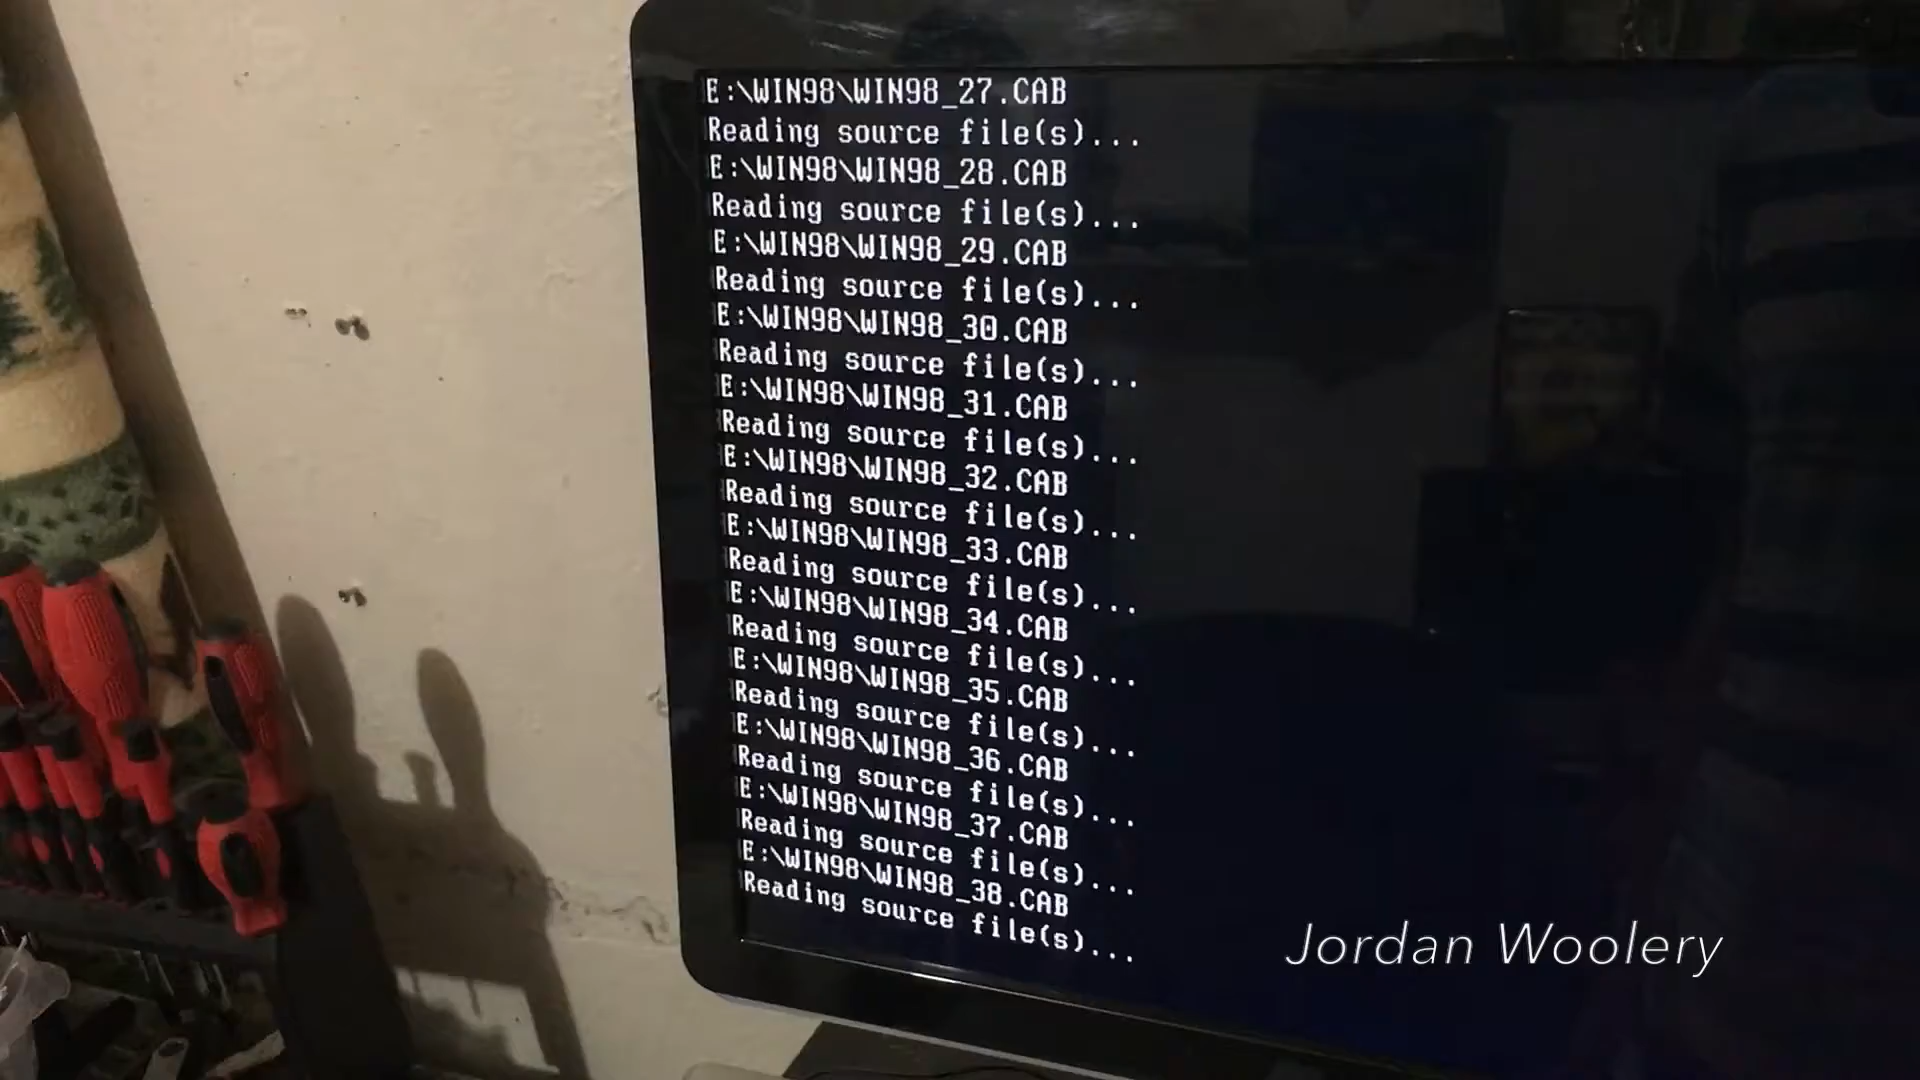 E:\WIN98\WIN98_27.CAB
Reading source file(s)...
E:\WIN98\WIN98_28.CAB
Reading source file(s)...
E:\WIN98\WIN98_29.CAB
Reading source file(s)...
E:\WIN98\WIN98_30.CAB
Reading source file(s)...
E:\WIN98\WIN98_31.CAB
Reading source file(s)...
E:\WIN98\WIN98_32.CAB
Reading source file(s)...
E:\WIN98\WIN98_33.CAB
Reading source file(s)...
E:\WIN98\WIN98_34.CAB
Reading source file(s)...
E:\WIN98\WIN98_35.CAB
Reading source file(s)...
E:\WIN98\WIN98_36.CAB
Reading source file(s)...
E:\WIN98\WIN98_37.CAB
Reading source file(s)...
E:\WIN98\WIN98_38.CAB
Reading source file(s)...
Jordan Woolery